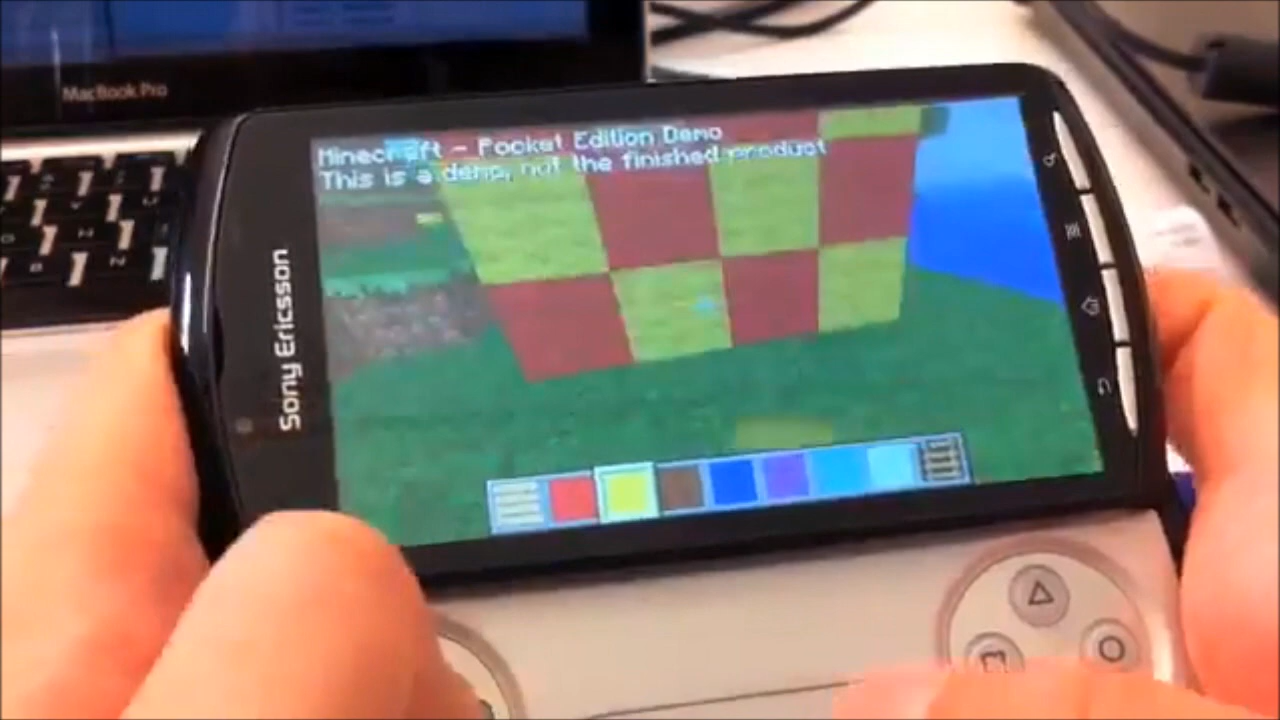 MacBook Pro
Minecraft - Pocket Edition Demo
This is a demo, not the finished product
Sony Ericsson